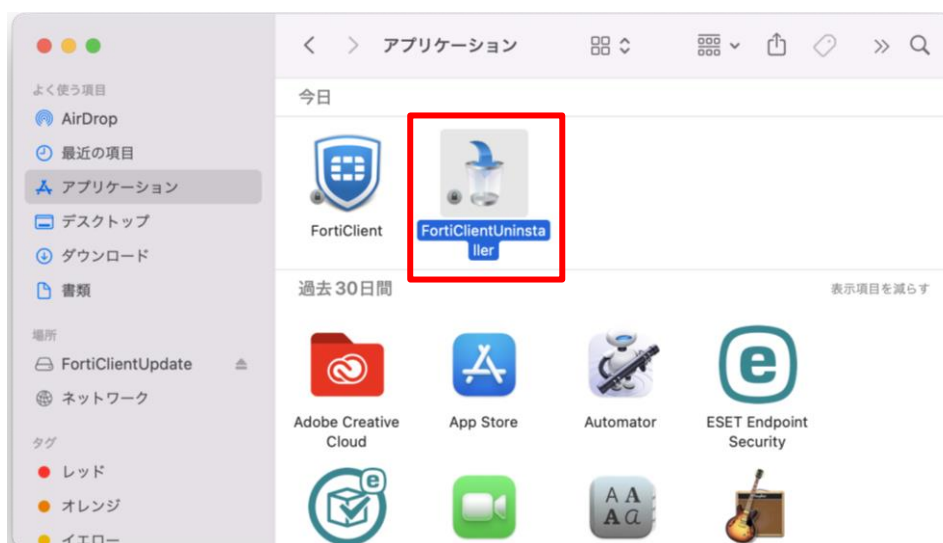 アプリケーション
よく使う項目
AirDrop
最近の項目
アプリケーション
デスクトップ
ダウンロード
書類
場所
FortiClientUpdate
ネットワーク
タグ
レッド
オレンジ
イエロー
今日
FortiClient
FortiClientUninsta
ller
過去30日間
表示項目を減らす
Adobe Creative
Cloud
App Store
Automator
ESET Endpoint
Security
e
e
A A
A a